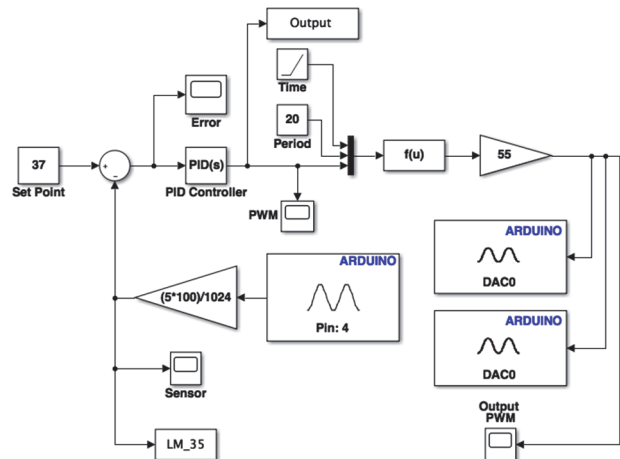 Output
Time
Error
20
Period
37
+
-
PID(s)
f(u)
55
Set Point
PID Controller
PWM
ARDUINO
DAC0
(5*100)/1024
ARDUINO
Pin: 4
ARDUINO
DAC0
Sensor
Output
PWM
LM_35